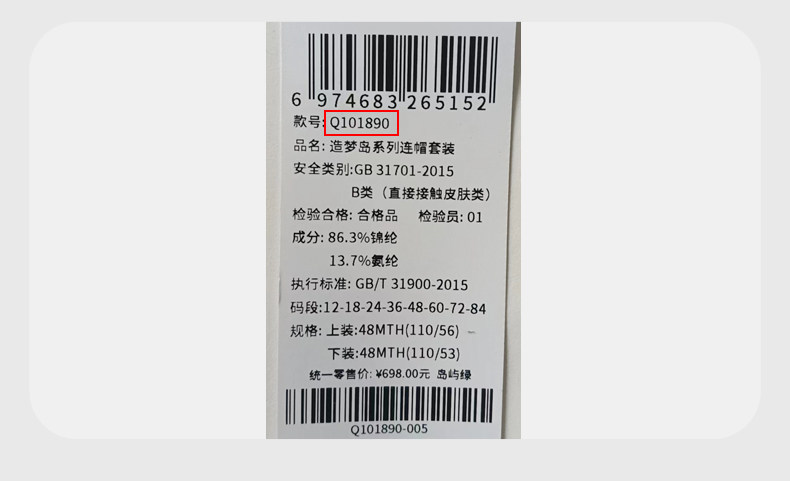 6 974683 265152
款号: Q101890
品名: 造梦岛系列连帽套装
安全类别:GB 31701-2015
B类（直接接触皮肤类）
检验合格: 合格品 检验员: 01
成分: 86.3%锦纶
13.7%氨纶
执行标准: GB/T 31900-2015
码段:12-18-24-36-48-60-72-84
规格: 上装:48MTH(110/56)
下装:48MTH(110/53)
统一零售价: ¥698.00元 岛屿绿
Q101890-005